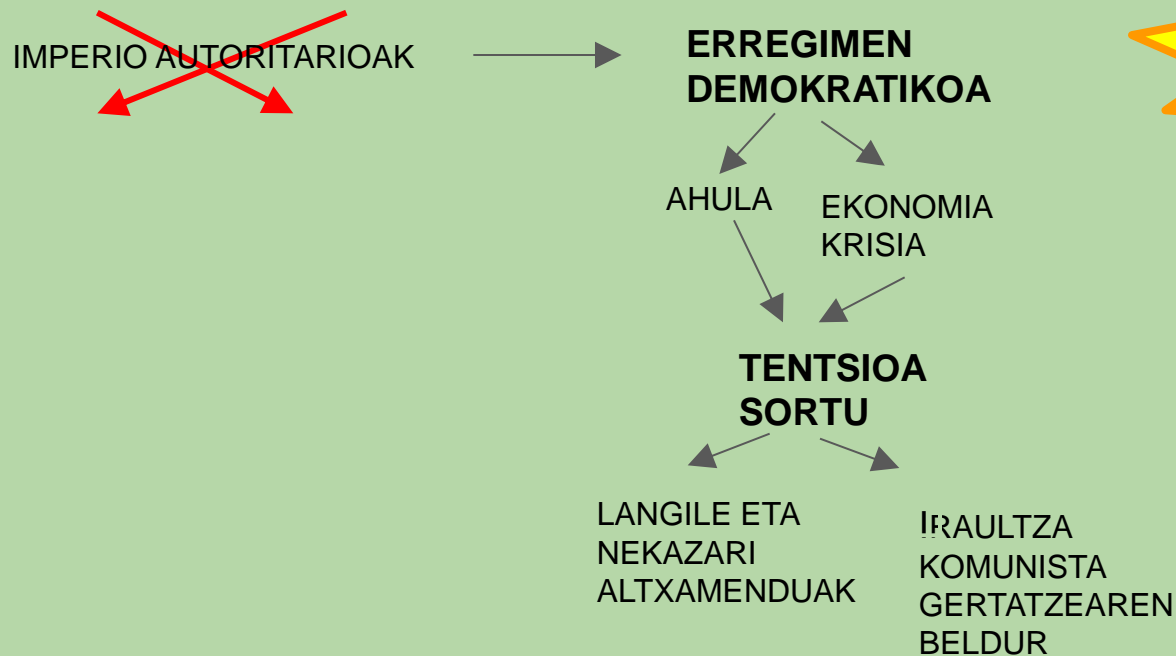 IMPERIO AUTORITARIOAK
ERREGIMEN
DEMOKRATIKOA
AHULA
EKONOMIA
KRISIA
TENTSIOA
SORTU
LANGILE ETA
NEKAZARI
ALTXAMENDUAK
IRAULTZA
KOMUNISTA
GERTATZEAREN
BELDUR